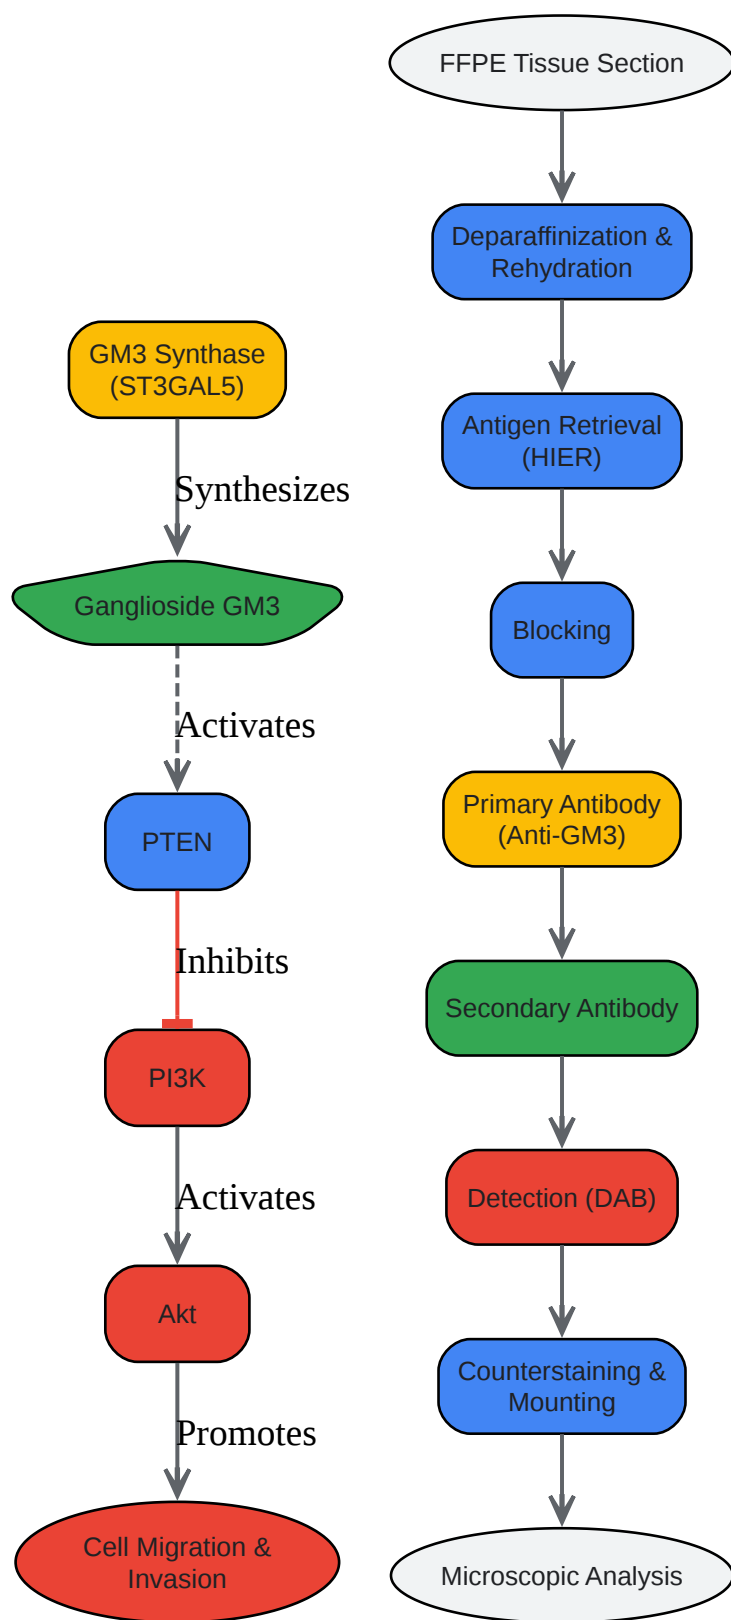 GM3 Synthase
(ST3GAL5)
Synthesizes
Ganglioside GM3
Activates
PTEN
Inhibits
PI3K
Activates
Akt
Promotes
Cell Migration &
Invasion
FFPE Tissue Section
Deparaffinization &
Rehydration
Antigen Retrieval
(HIER)
Blocking
Primary Antibody
(Anti-GM3)
Secondary Antibody
Detection (DAB)
Counterstaining &
Mounting
Microscopic Analysis